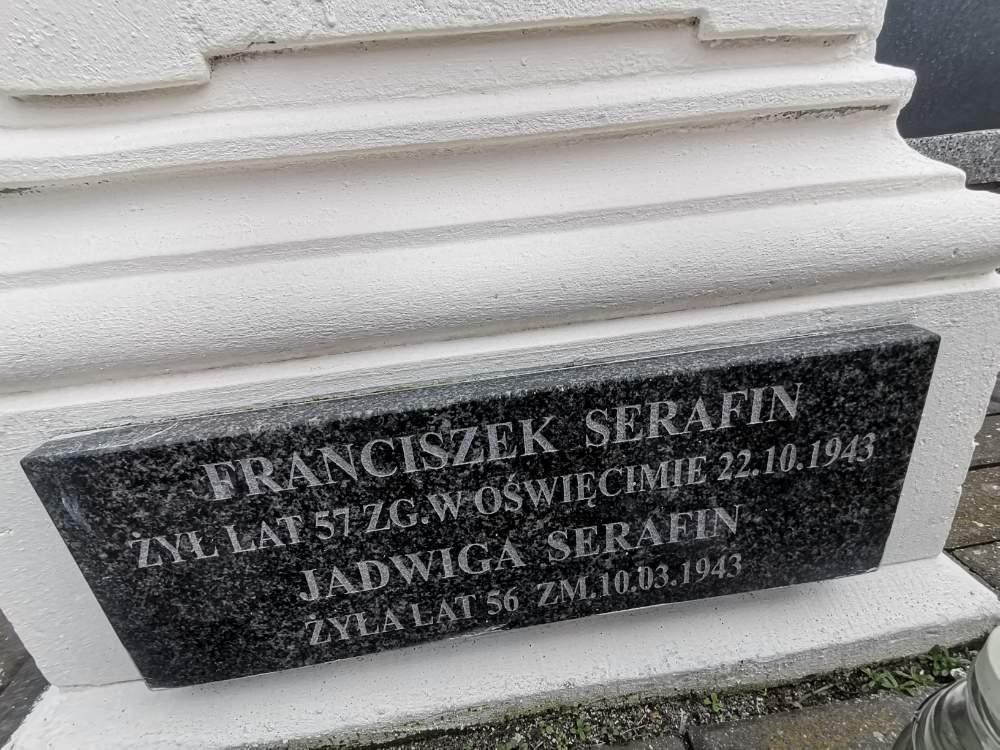 FRANCISZEK SERAFIN
ŻYŁ LAT 57 ZG.W OŚWIĘCIMIE 22.10.1943
JADWIGA SERAFIN
ŻYŁA LAT 56 ZM.10.03.1943